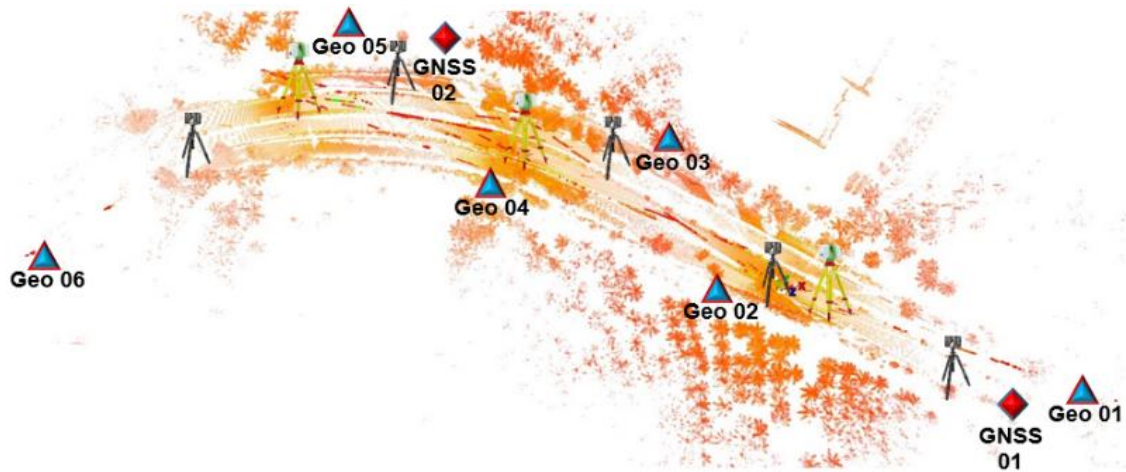 Geo 05
GNSS
02
Geo 03
Geo 04
Geo 06
Geo 02
Geo 01
GNSS
01